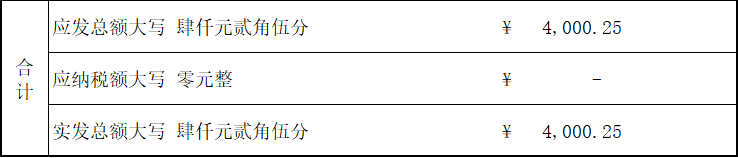 合计
应发总额大写 肆仟元贰角伍分 ¥ 4,000.25
应纳税额大写 零元整 ¥ -
实发总额大写 肆仟元贰角伍分 ¥ 4,000.25